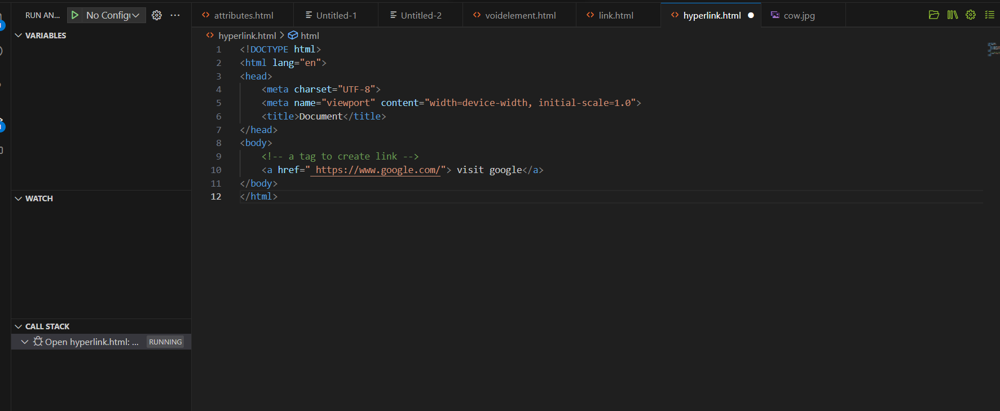 RUN AN...
No Config
attributes.html
Untitled-1
Untitled-2
voidelement.html
link.html
hyperlink.html
cow.jpg
VARIABLES
hyperlink.html > html
1 <!DOCTYPE html>
2 <html lang="en">
3 <head>
4 <meta charset="UTF-8">
5 <meta name="viewport" content="width=device-width, initial-scale=1.0">
6 <title>Document</title>
7 </head>
8 <body>
9 <!-- a tag to create link -->
10 <a href=" https://www.google.com/"> visit google</a>
11 </body>
12 </html>
WATCH
CALL STACK
Open hyperlink.html: ...
RUNNING